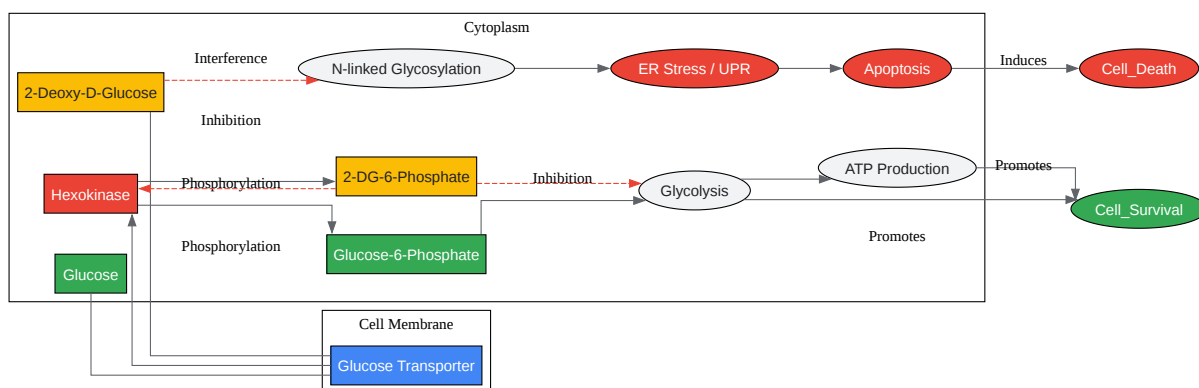 Cytoplasm
Interference
N-linked Glycosylation
ER Stress / UPR
Apoptosis
Induces
Cell_Death
2-Deoxy-D-Glucose
Inhibition
Hexokinase
Phosphorylation
2-DG-6-Phosphate
Inhibition
Glycolysis
ATP Production
Promotes
Cell_Survival
Phosphorylation
Glucose-6-Phosphate
Promotes
Glucose
Cell Membrane
Glucose Transporter